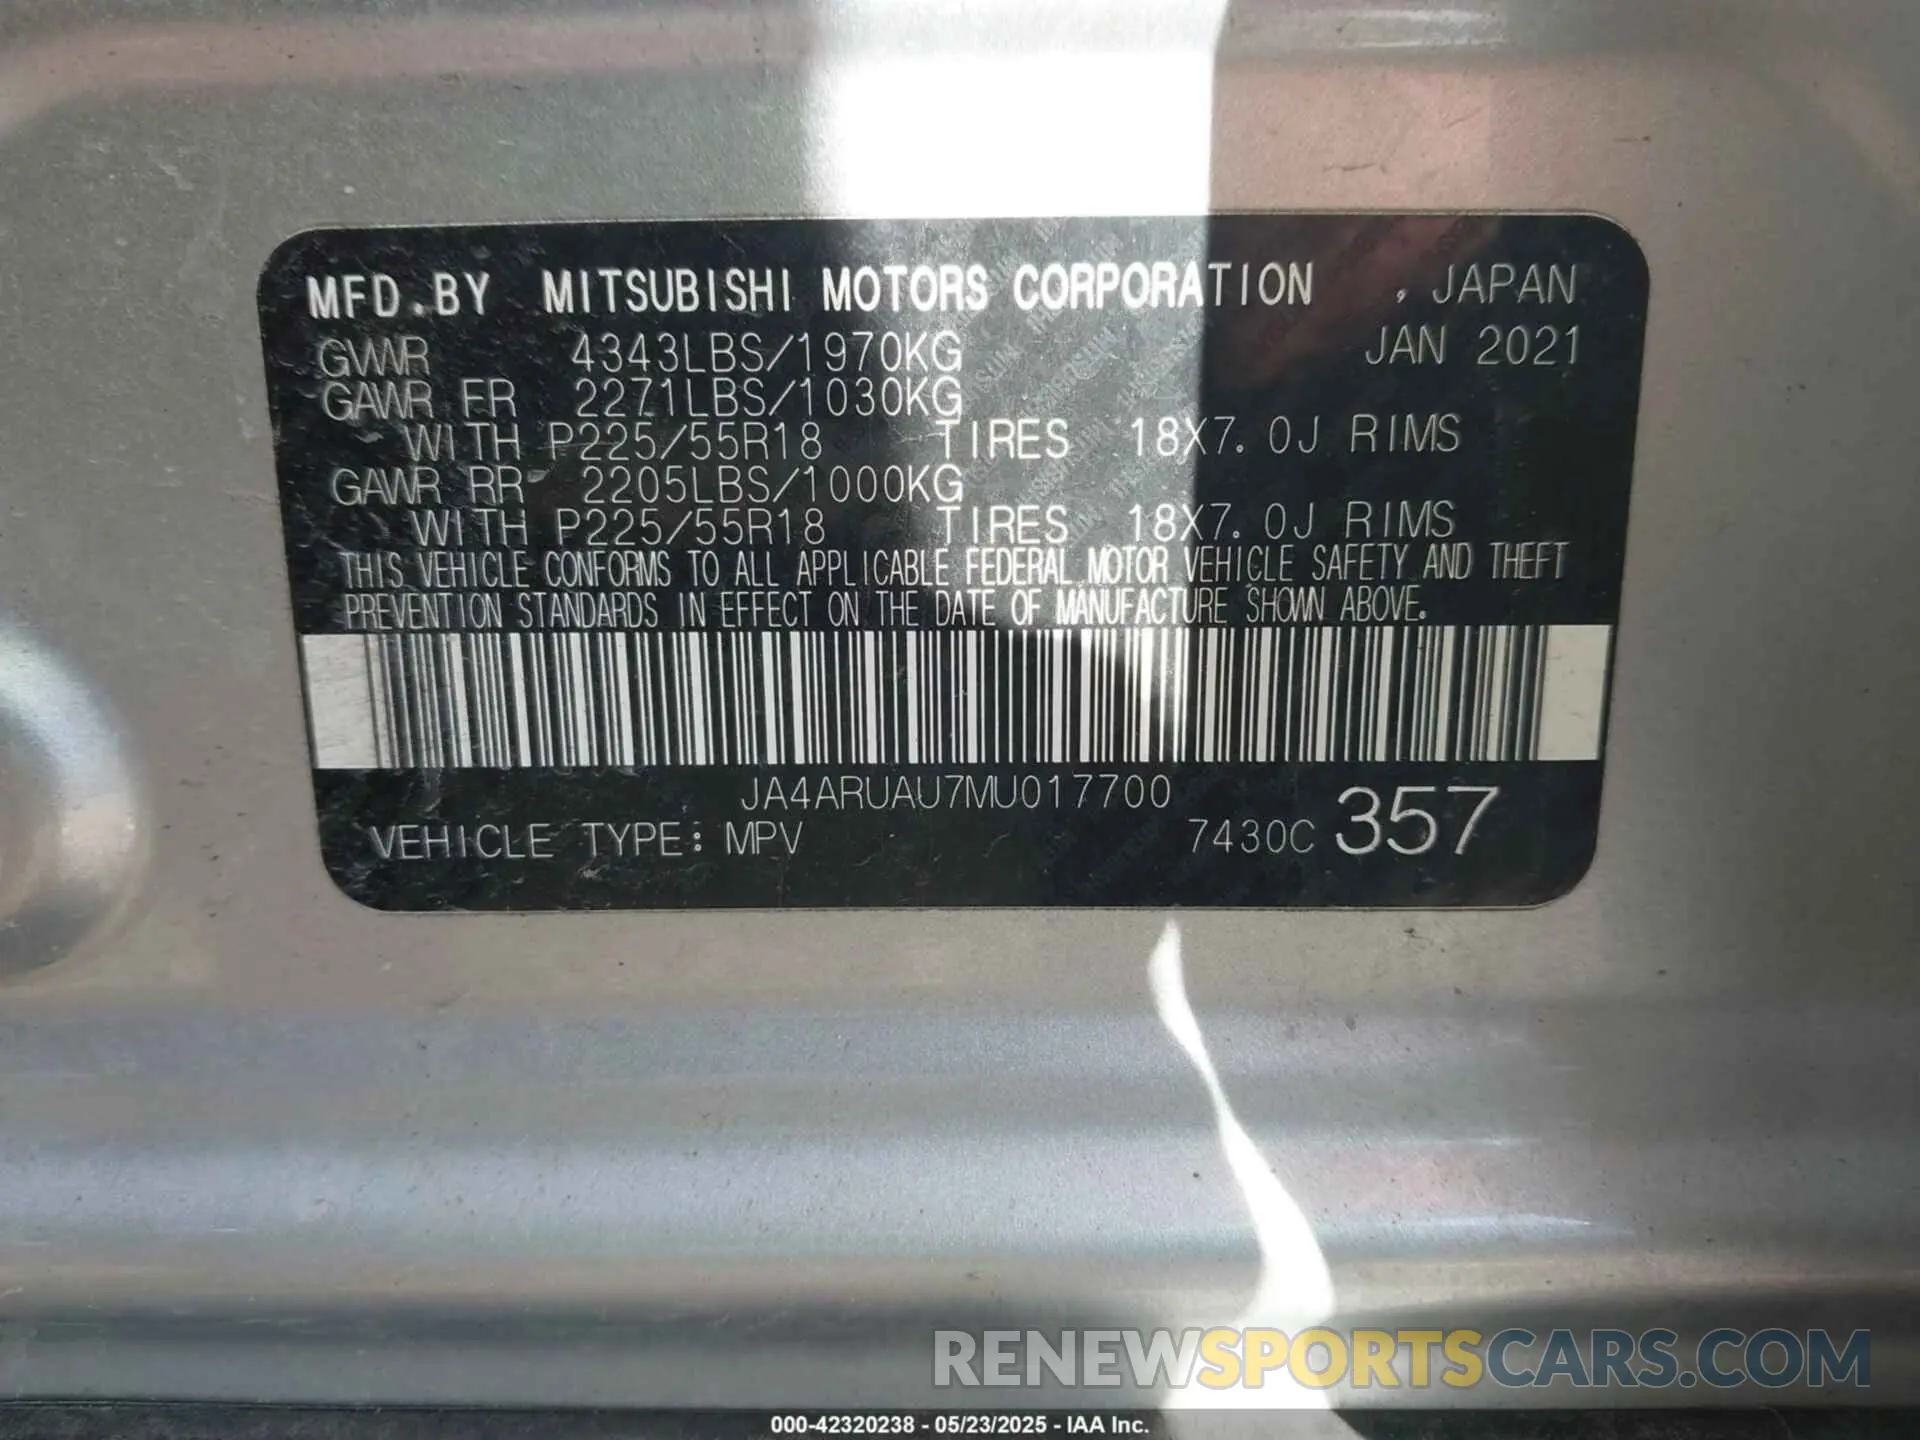 MFD.BY MITSUBISHI MOTORS CORPORATION , JAPAN
GVWR 4343LBS/1970KG JAN 2021
GAWR FR 2271LBS/1030KG
WITH P225/55R18 TIRES 18X7.0J RIMS
GAWR RR 2205LBS/1000KG
WITH P225/55R18 TIRES 18X7.0J RIMS
THIS VEHICLE CONFORMS TO ALL APPLICABLE FEDERAL MOTOR VEHICLE SAFETY AND THEFT
PREVENTION STANDARDS IN EFFECT ON THE DATE OF MANUFACTURE SHOWN ABOVE.
JA4ARUAU7MU017700
VEHICLE TYPE: MPV 7430C 357
RENEWSPORTSCARS.COM
000-42320238 - 05/23/2025 - IAA Inc.